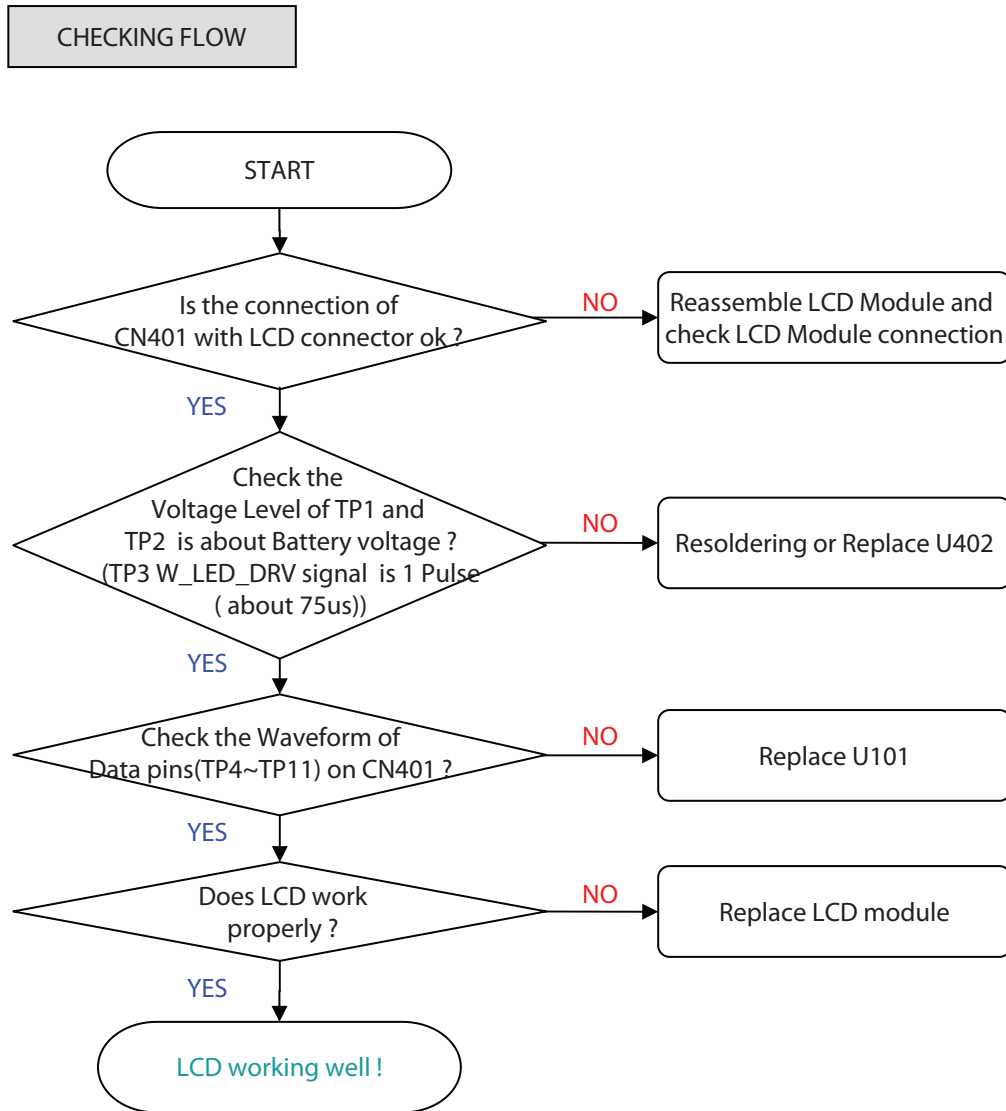 CHECKING FLOW
START
Is the connection of
CN401 with LCD connector ok ?
NO
Reassemble LCD Module and
check LCD Module connection
YES
Check the
Voltage Level of TP1 and
TP2 is about Battery voltage ?
(TP3 W_LED_DRV signal is 1 Pulse
( about 75us))
NO
Resoldering or Replace U402
YES
Check the Waveform of
Data pins(TP4~TP11) on CN401 ?
NO
Replace U101
YES
Does LCD work
properly ?
NO
Replace LCD module
YES
LCD working well !